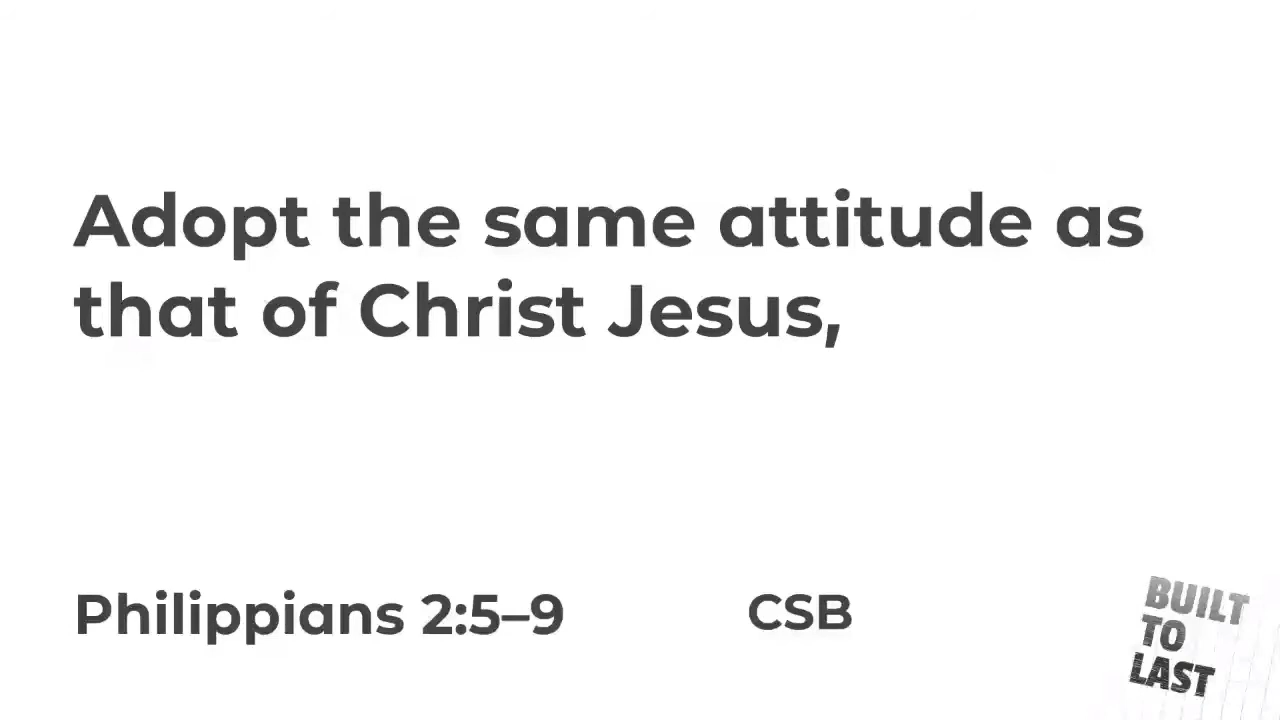 Adopt the same attitude as
that of Christ Jesus,
Philippians 2:5–9
CSB
BUILT
TO
LAST